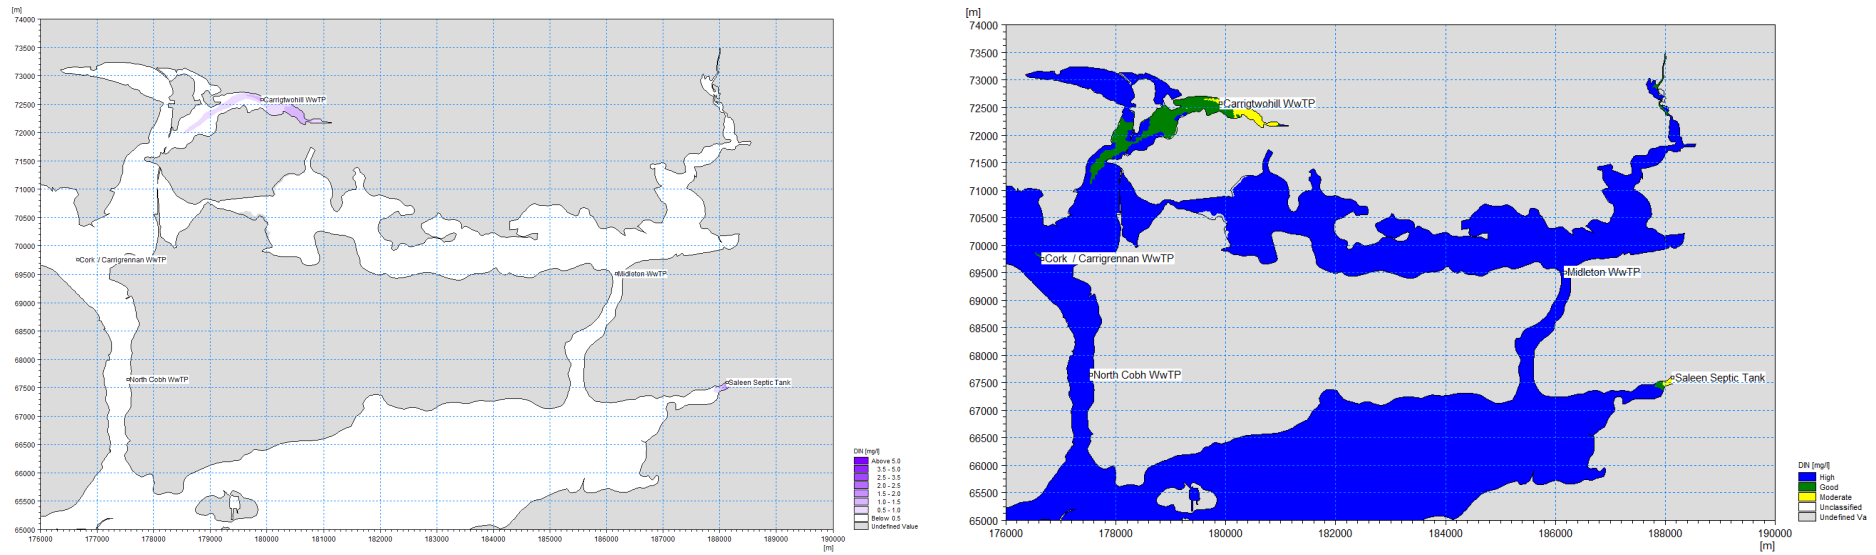 [m]
74000
73500
73000
72500
72000
71500
71000
70500
70000
69500
69000
68500
68000
67500
67000
66500
66000
65500
65000
176000 177000 178000 179000 180000 181000 182000 183000 184000 185000 186000 187000 188000 189000
[m]
Carrigtwohill WwTP
Cork / Carrigrennan WwTP
Midleton WwTP
North Cobh WwTP
Saleen Septic Tank
DIN [mg/l]
Above 5.0
3.5 - 5.0
2.5 - 3.5
2.0 - 2.5
1.5 - 2.0
1.0 - 1.5
0.5 - 1.0
Below 0.5
Undefined Value
[m]
74000
73500
73000
72500
72000
71500
71000
70500
70000
69500
69000
68500
68000
67500
67000
66500
66000
65500
65000
176000 178000 180000 182000 184000 186000 188000 190000
[m]
Carrigtwohill WwTP
Cork / Carrigrennan WwTP
Midleton WwTP
North Cobh WwTP
Saleen Septic Tank
DIN [mg/l]
High
Good
Moderate
Unclassified
Undefined Va